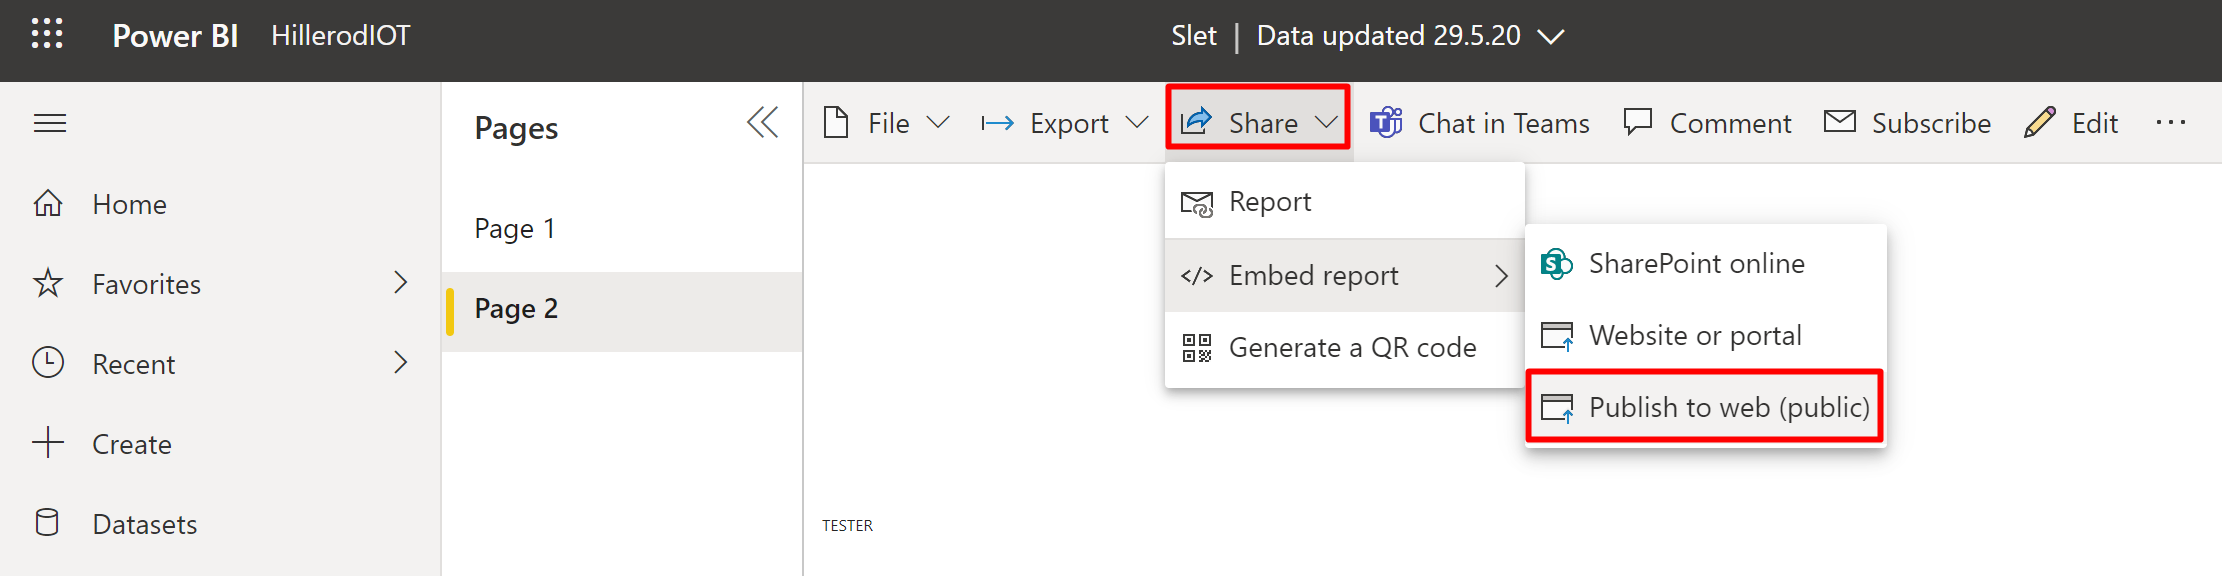 Power BI HillerodIOT Slet | Data updated 29.5.20
Pages
File Export Share Chat in Teams Comment Subscribe Edit ...
Home
Favorites
Recent
Create
Datasets
Page 1
Page 2
Report
Embed report
Generate a QR code
SharePoint online
Website or portal
Publish to web (public)
TESTER